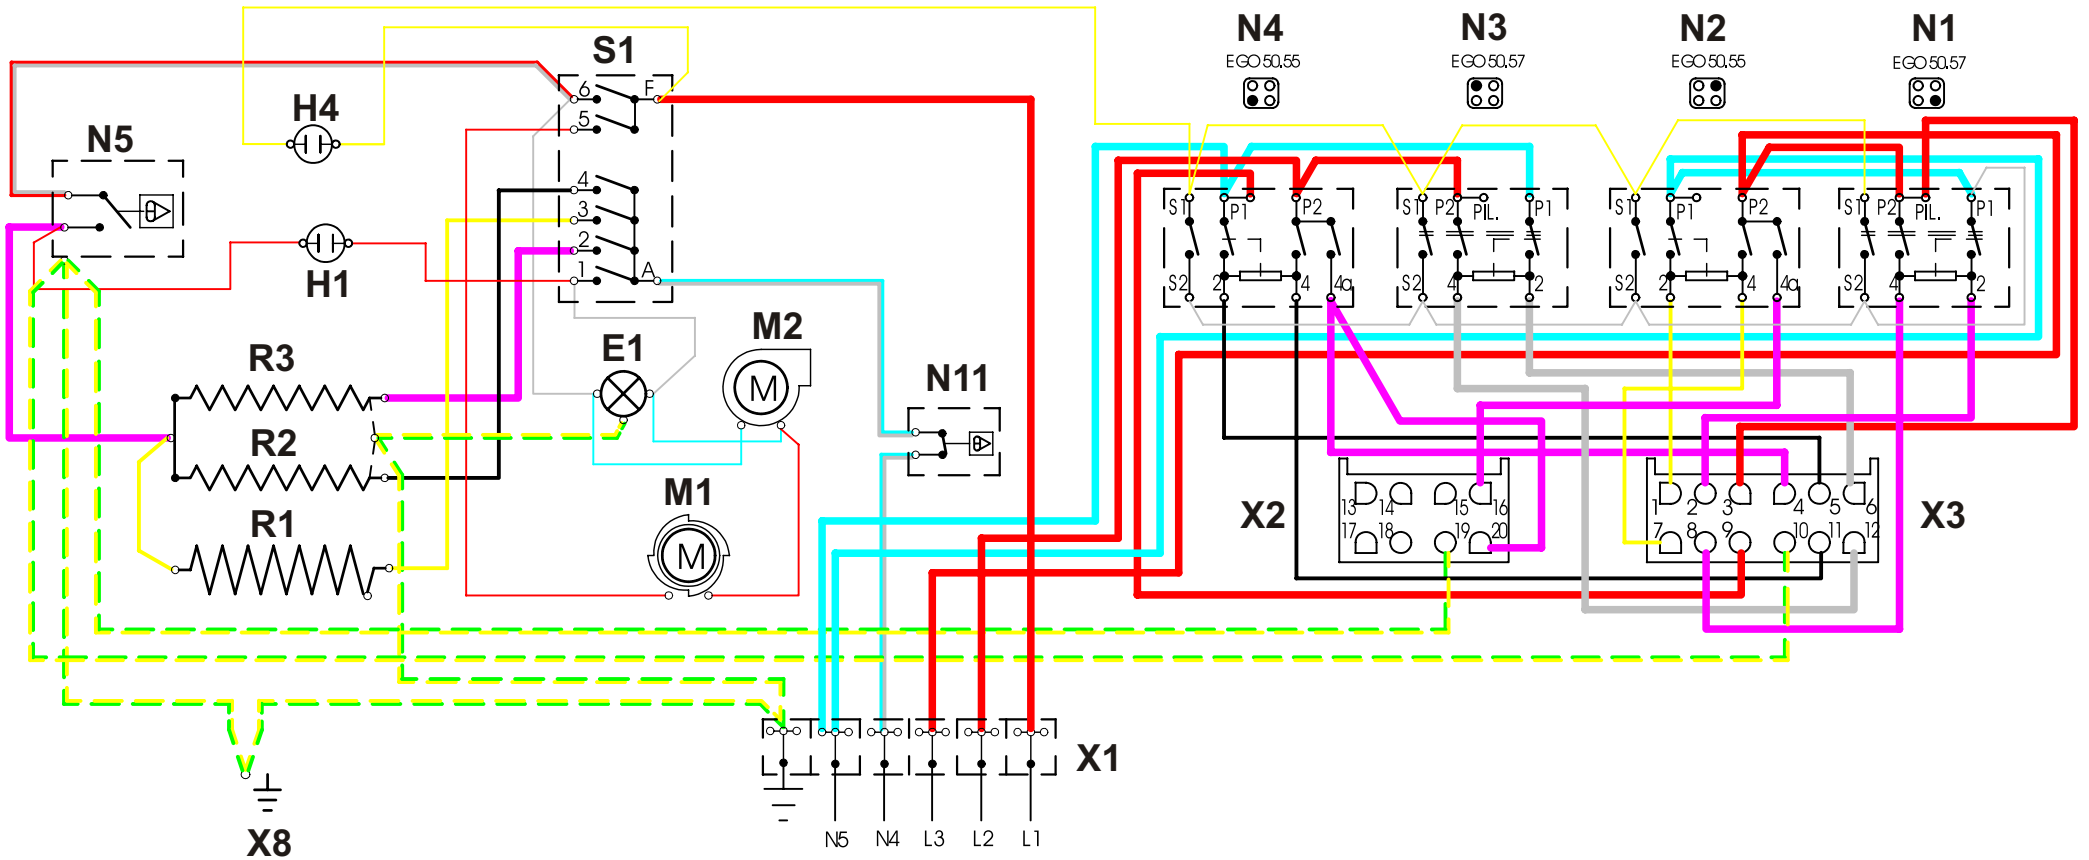 N4 N3 N2 N1
EGO 50.55 EGO 50.57 EGO 50.55 EGO 50.57
S1
H4
N5
H1
6 F
5
4
3
2
1 A
S1 P1 P2
S2 2 4 4a
S1 P2 PIL. P1
S2 4 2
S1 P1 P2
S2 2 4 4a
S1 P2 PIL. P1
S2 4 2
R3
E1
M2
M
N11
R2
R1
M1
M
X2
13 14 15 16
17 18 19 20
X3
1 2 3 4 5 6
7 8 9 10 11 12
X1
N5 N4 L3 L2 L1
X8